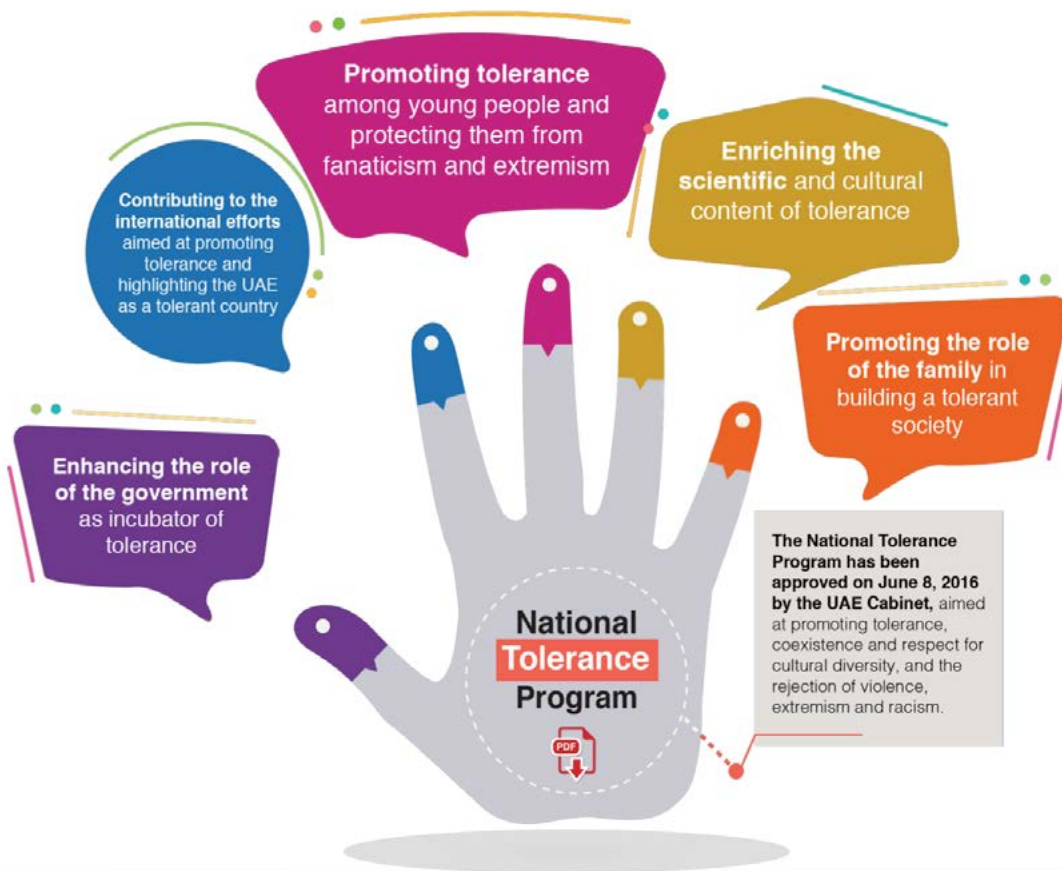 Promoting tolerance
among young people and
protecting them from
fanaticism and extremism
Enriching the
scientific and cultural
content of tolerance
Contributing to the
international efforts
aimed at promoting
tolerance and
highlighting the UAE
as a tolerant country
Promoting the role
of the family in
building a tolerant
society
Enhancing the role
of the government
as incubator of
tolerance
The National Tolerance
Program has been
approved on June 8, 2016
by the UAE Cabinet, aimed
at promoting tolerance,
coexistence and respect for
cultural diversity, and the
rejection of violence,
extremism and racism.
National
Tolerance
Program
PDF